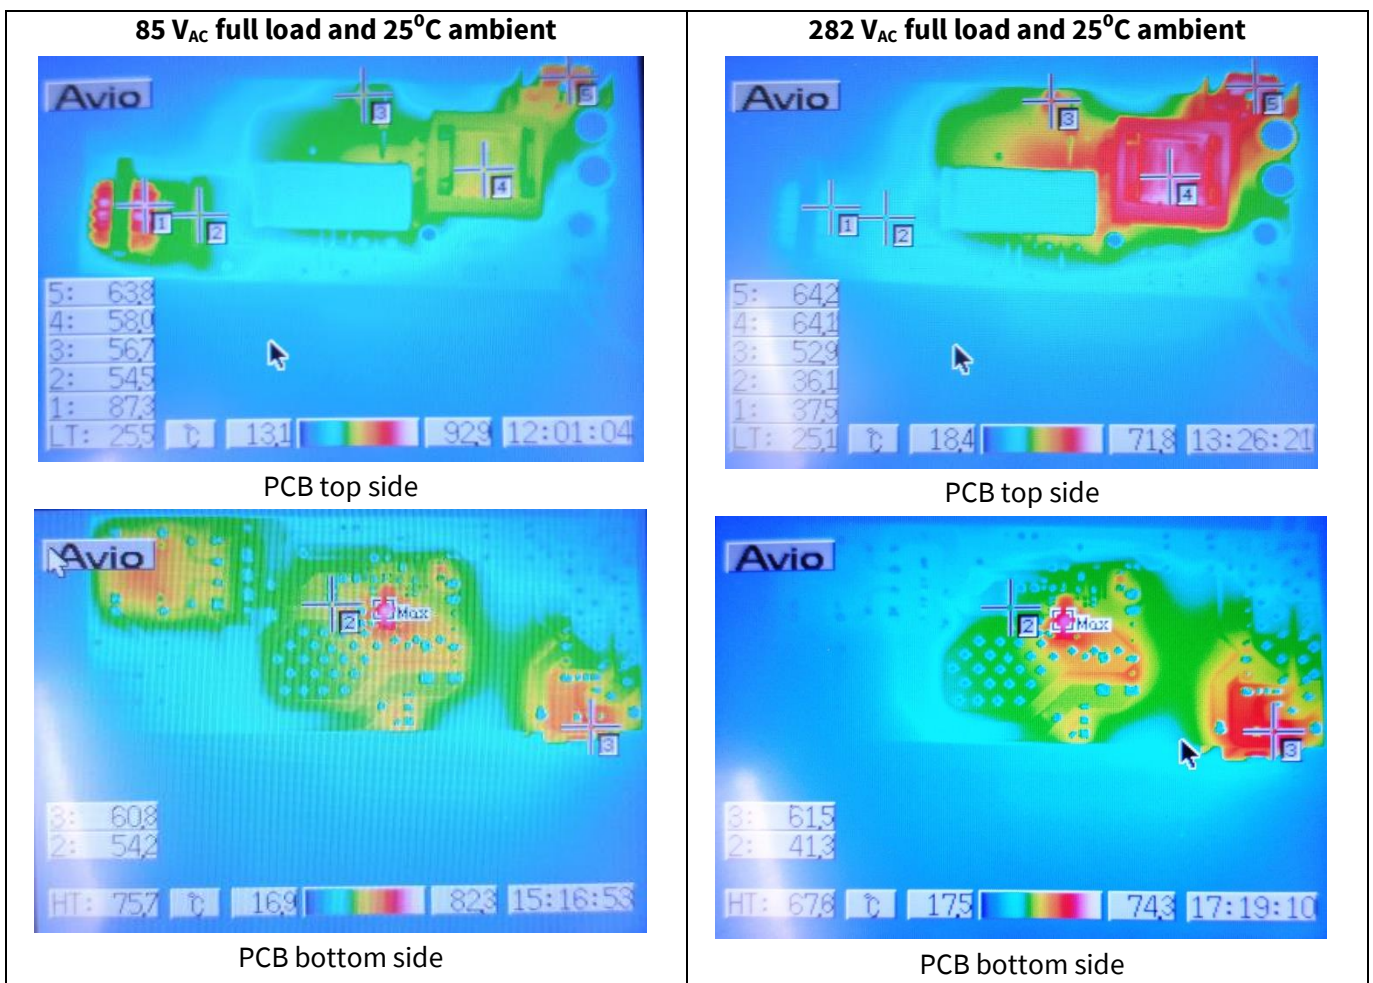 85 VAC full load and 25⁰C ambient
282 VAC full load and 25⁰C ambient
Avio
3
5
4
1
2
5: 63.8
4: 58.0
3: 56.7
2: 54.5
1: 87.3
LT: 25.5 ℃ 13.1 92.9 12:01:04
PCB top side
Avio
3
5
4
1
2
5: 64.2
4: 64.1
3: 52.9
2: 36.1
1: 37.5
LT: 25.1 ℃ 18.4 71.8 13:26:21
PCB top side
Avio
2
Max
3
3: 60.8
2: 54.2
HT: 75.7 ℃ 16.9 82.3 15:16:53
PCB bottom side
Avio
2
Max
3
3: 61.5
2: 41.3
HT: 67.6 ℃ 17.5 74.3 17:19:10
PCB bottom side